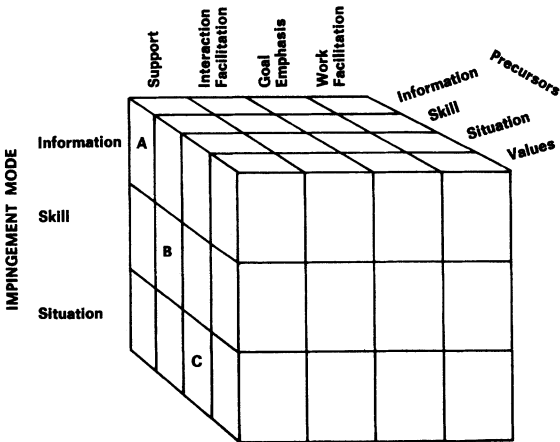 Support
Interaction
Facilitation
Goal
Emphasis
Work
Facilitation
Precursors
Information
Skill
Situation
Values
IMPINGEMENT MODE
Information
Skill
Situation
A
B
C